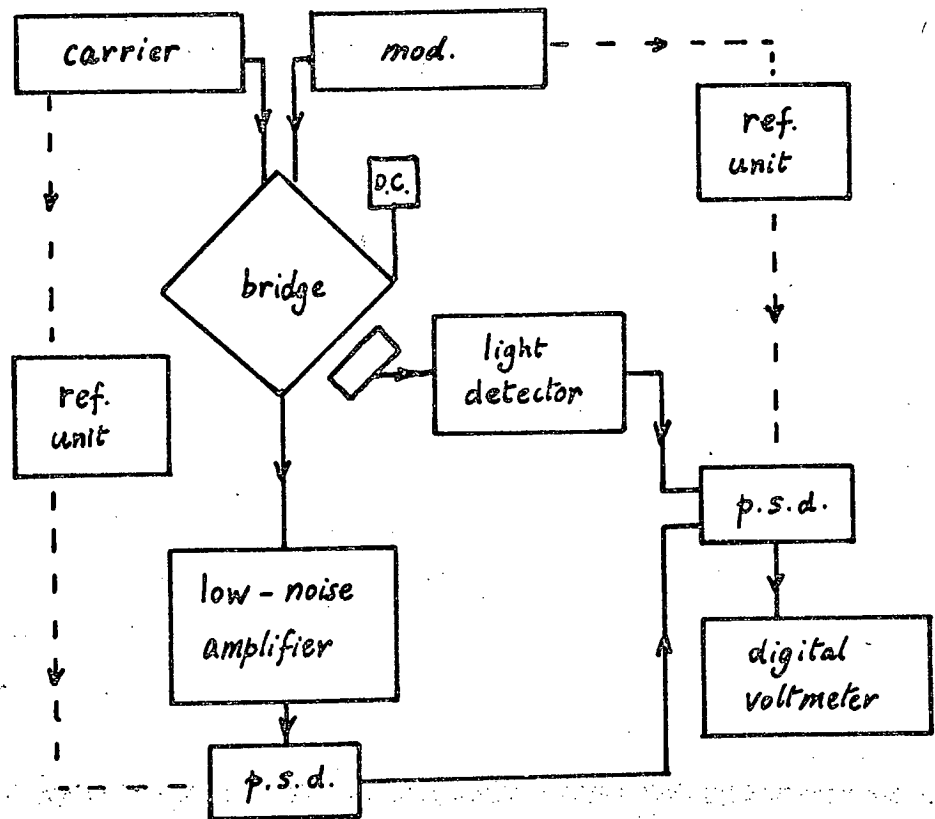 carrier
mod.
ref.
unit
D.C.
bridge
light
detector
ref.
unit
p.s.d.
low-noise
amplifier
digital
voltmeter
p.s.d.